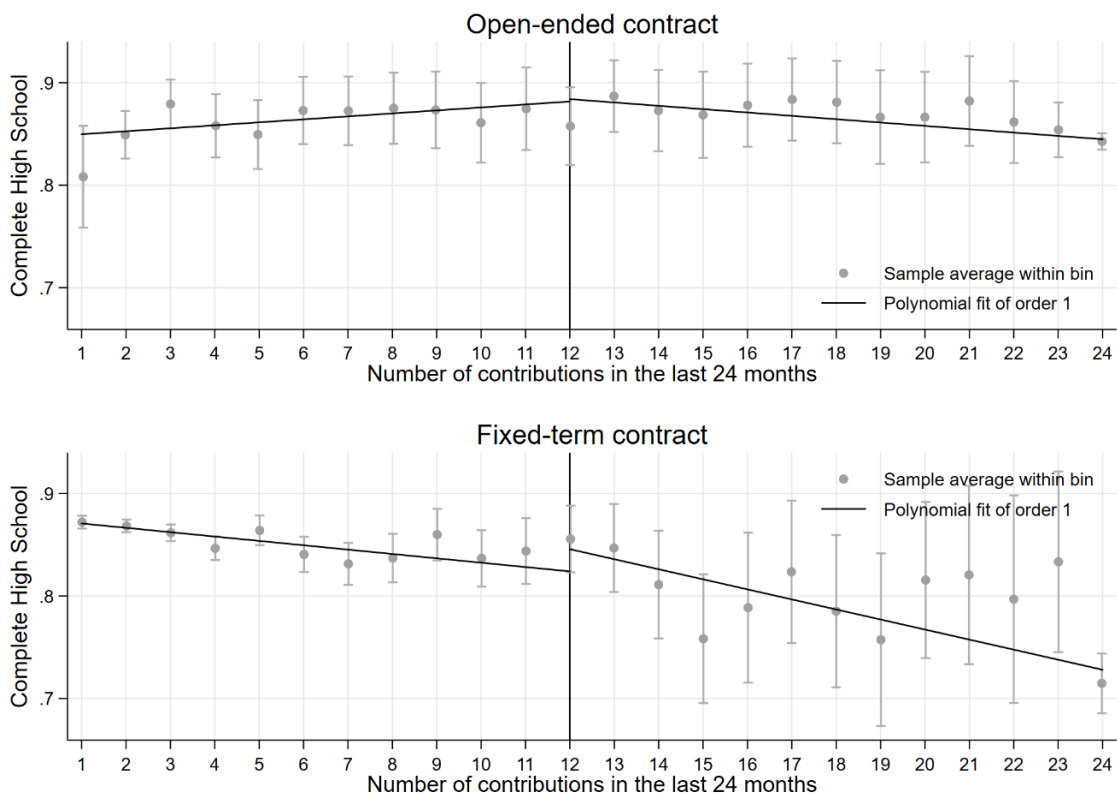 Open-ended contract
Complete High School
.9
.8
.7
Sample average within bin
Polynomial fit of order 1
1 2 3 4 5 6 7 8 9 10 11 12 13 14 15 16 17 18 19 20 21 22 23 24
Number of contributions in the last 24 months
Fixed-term contract
Complete High School
.9
.8
.7
Sample average within bin
Polynomial fit of order 1
1 2 3 4 5 6 7 8 9 10 11 12 13 14 15 16 17 18 19 20 21 22 23 24
Number of contributions in the last 24 months